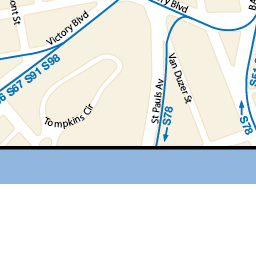 ont St
Victory Blvd
ry Blvd
S67 S91 S98
Tompkins Cir
St Pauls Av
Van Duzer St
S78
S78